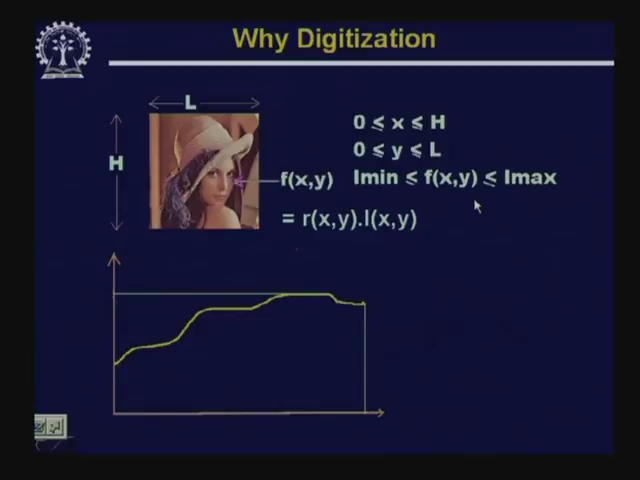 Why Digitization
L
0 ≤ x ≤ H
0 ≤ y ≤ L
H
f(x,y)
Imin ≤ f(x,y) ≤ Imax
= r(x,y).I(x,y)